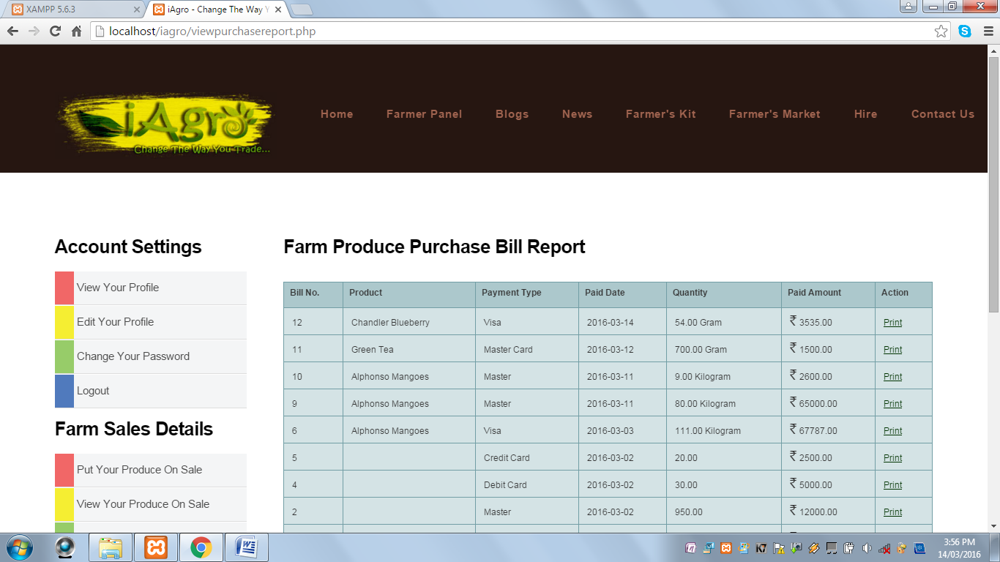 XAMPP 5.6.3
iAgro - Change The Way Y
localhost/iagro/viewpurchasereport.php
iAgro
Change The Way You Trade...
Home Farmer Panel Blogs News Farmer's Kit Farmer's Market Hire Contact Us
Account Settings
View Your Profile
Edit Your Profile
Change Your Password
Logout
Farm Sales Details
Put Your Produce On Sale
View Your Produce On Sale
Farm Produce Purchase Bill Report
Bill No. Product Payment Type Paid Date Quantity Paid Amount Action
12 Chandler Blueberry Visa 2016-03-14 54.00 Gram ₹ 3535.00 Print
11 Green Tea Master Card 2016-03-12 700.00 Gram ₹ 1500.00 Print
10 Alphonso Mangoes Master 2016-03-11 9.00 Kilogram ₹ 2600.00 Print
9 Alphonso Mangoes Master 2016-03-11 80.00 Kilogram ₹ 65000.00 Print
6 Alphonso Mangoes Visa 2016-03-03 111.00 Kilogram ₹ 67787.00 Print
5 Credit Card 2016-03-02 20.00 ₹ 2500.00 Print
4 Debit Card 2016-03-02 30.00 ₹ 5000.00 Print
2 Master 2016-03-02 950.00 ₹ 12000.00 Print
3:56 PM
14/03/2016